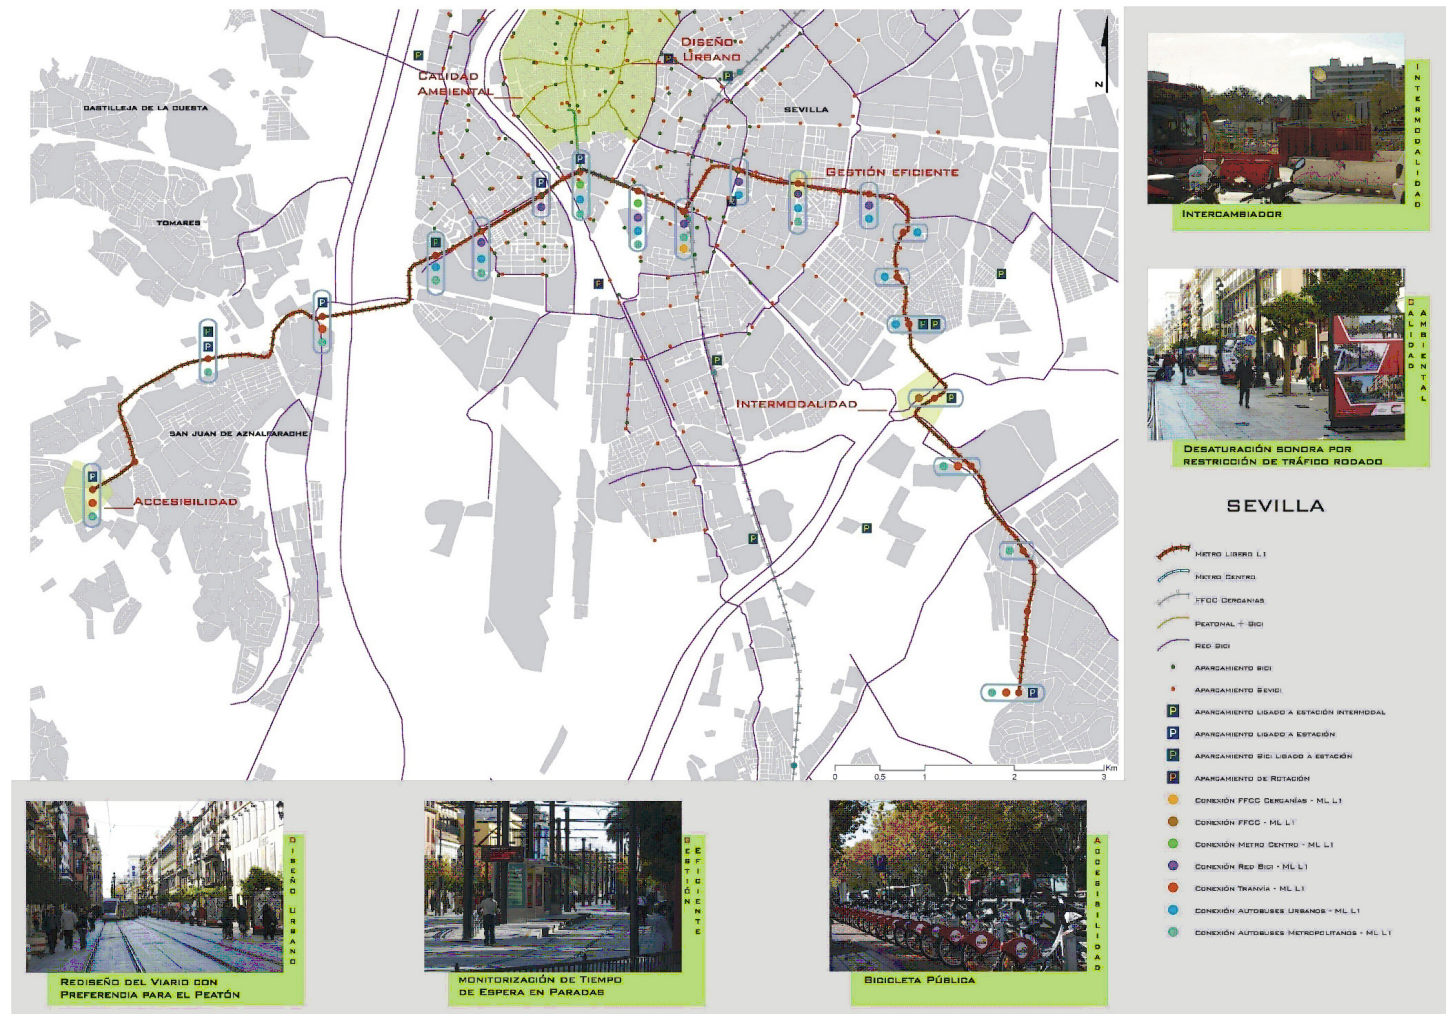 CASTILLEJA DE LA CUESTA
TOMARES
SAN JUAN DE AZNALFARACHE
SEVILLA
CALIDAD
AMBIENTAL
DISEÑO
URBANO
GESTIÓN EFICIENTE
INTERMODALIDAD
ACCESIBILIDAD
N
P
0 0.5 1 2 3
Km
INTERMODALIDAD
INTERCAMBIADOR
CALIDAD
AMBIENTAL
DESATURACIÓN SONORA POR
RESTRICCIÓN DE TRÁFICO RODADO
SEVILLA
METRO LIGERO L1
METRO CENTRO
FFCC CERCANÍAS
PEATONAL + BICI
RED BICI
APARCAMIENTO BICI
APARCAMIENTO SEVICI
P APARCAMIENTO LIGADO A ESTACIÓN INTERMODAL
P APARCAMIENTO LIGADO A ESTACIÓN
P APARCAMIENTO BICI LIGADO A ESTACIÓN
P APARCAMIENTO DE ROTACIÓN
CONEXIÓN FFCC CERCANÍAS - ML L1
CONEXIÓN FFCC - ML L1
CONEXIÓN METRO CENTRO - ML L1
CONEXIÓN RED BICI - ML L1
CONEXIÓN TRANVÍA - ML L1
CONEXIÓN AUTOBUSES URBANOS - ML L1
CONEXIÓN AUTOBUSES METROPOLITANOS - ML L1
DISEÑO URBANO
REDISEÑO DEL VIARIO CON
PREFERENCIA PARA EL PEATÓN
GESTIÓN
EFICIENTE
MONITORIZACIÓN DE TIEMPO
DE ESPERA EN PARADAS
ACCESIBILIDAD
BICICLETA PÚBLICA